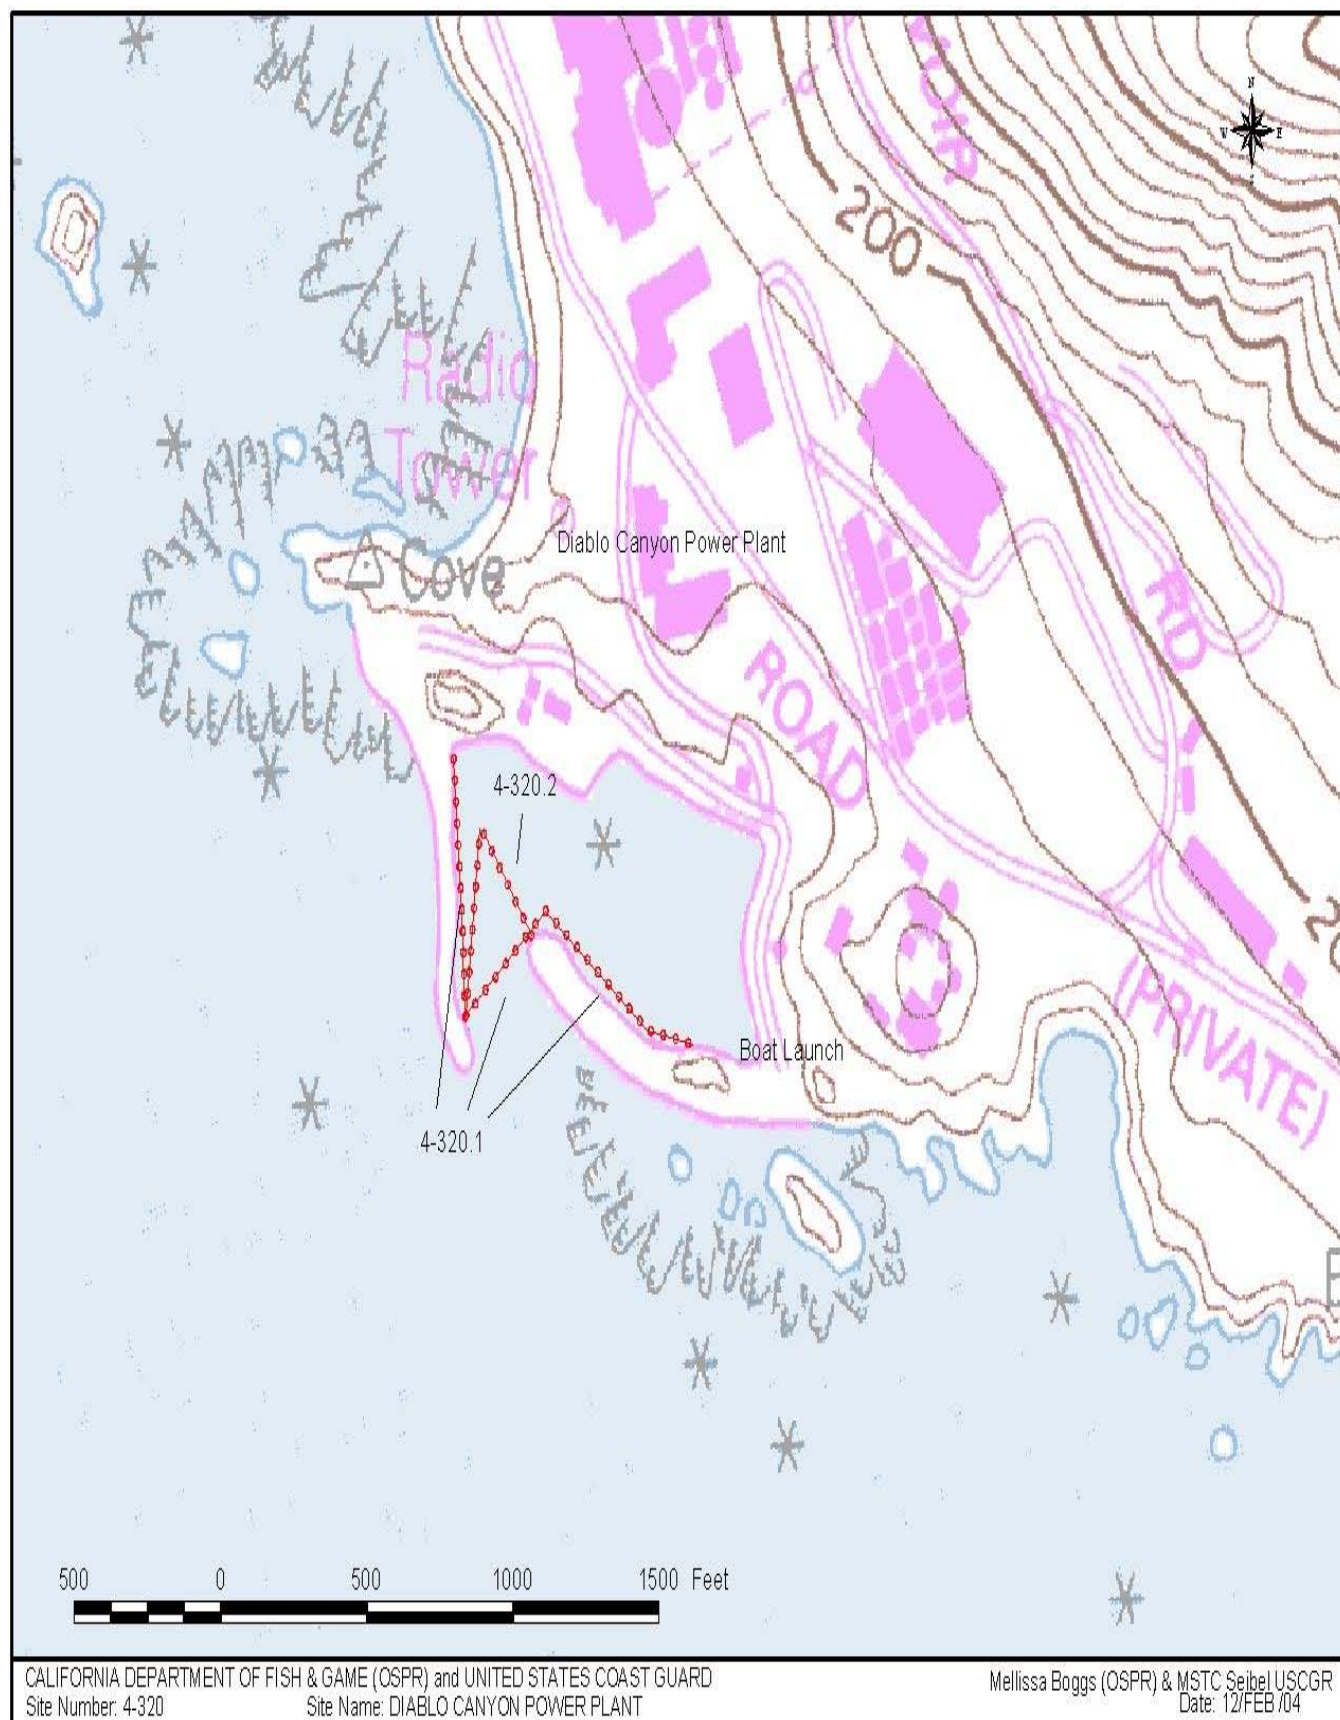 VOIR
N
W E
200
Radio
Tower
Diablo Canyon Power Plant
Cove
RD
ROAD
4-320.2
20
(PRIVATE)
Boat Launch
4-320.1
E
500 0 500 1000 1500 Feet
CALIFORNIA DEPARTMENT OF FISH & GAME (OSPR) and UNITED STATES COAST GUARD
Mellissa Boggs (OSPR) & MSTC Seibel USCGR
Site Number: 4-320 Site Name: DIABLO CANYON POWER PLANT
Date: 12/FEB /04